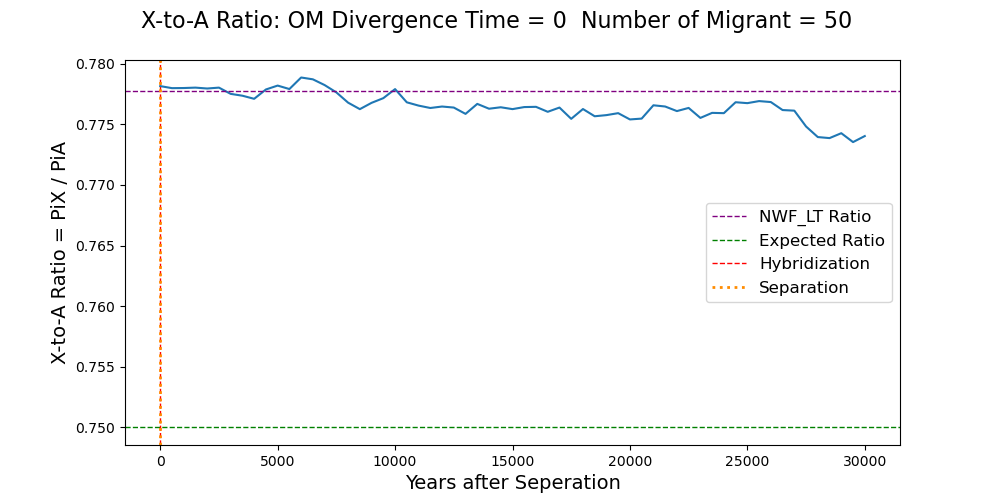 X-to-A Ratio: OM Divergence Time = 0  Number of Migrant = 50
X-to-A Ratio = PiX / PiA
0.780
0.775
0.770
0.765
0.760
0.755
0.750
NWF_LT Ratio
Expected Ratio
Hybridization
Separation
0 5000 10000 15000 20000 25000 30000
Years after Seperation